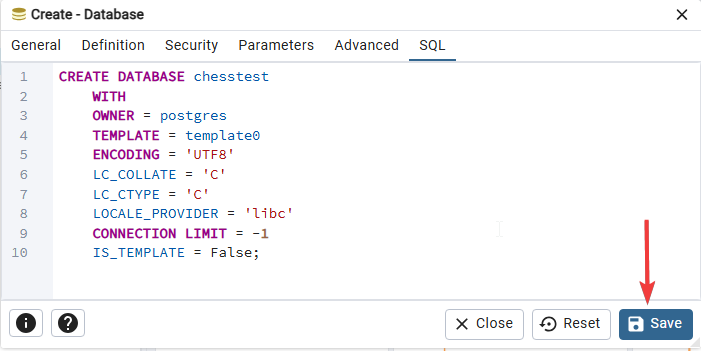 Create - Database
General Definition Security Parameters Advanced SQL
1 CREATE DATABASE chesstest
2 WITH
3 OWNER = postgres
4 TEMPLATE = template0
5 ENCODING = 'UTF8'
6 LC_COLLATE = 'C'
7 LC_CTYPE = 'C'
8 LOCALE_PROVIDER = 'libc'
9 CONNECTION LIMIT = -1
10 IS_TEMPLATE = False;
Close Reset Save